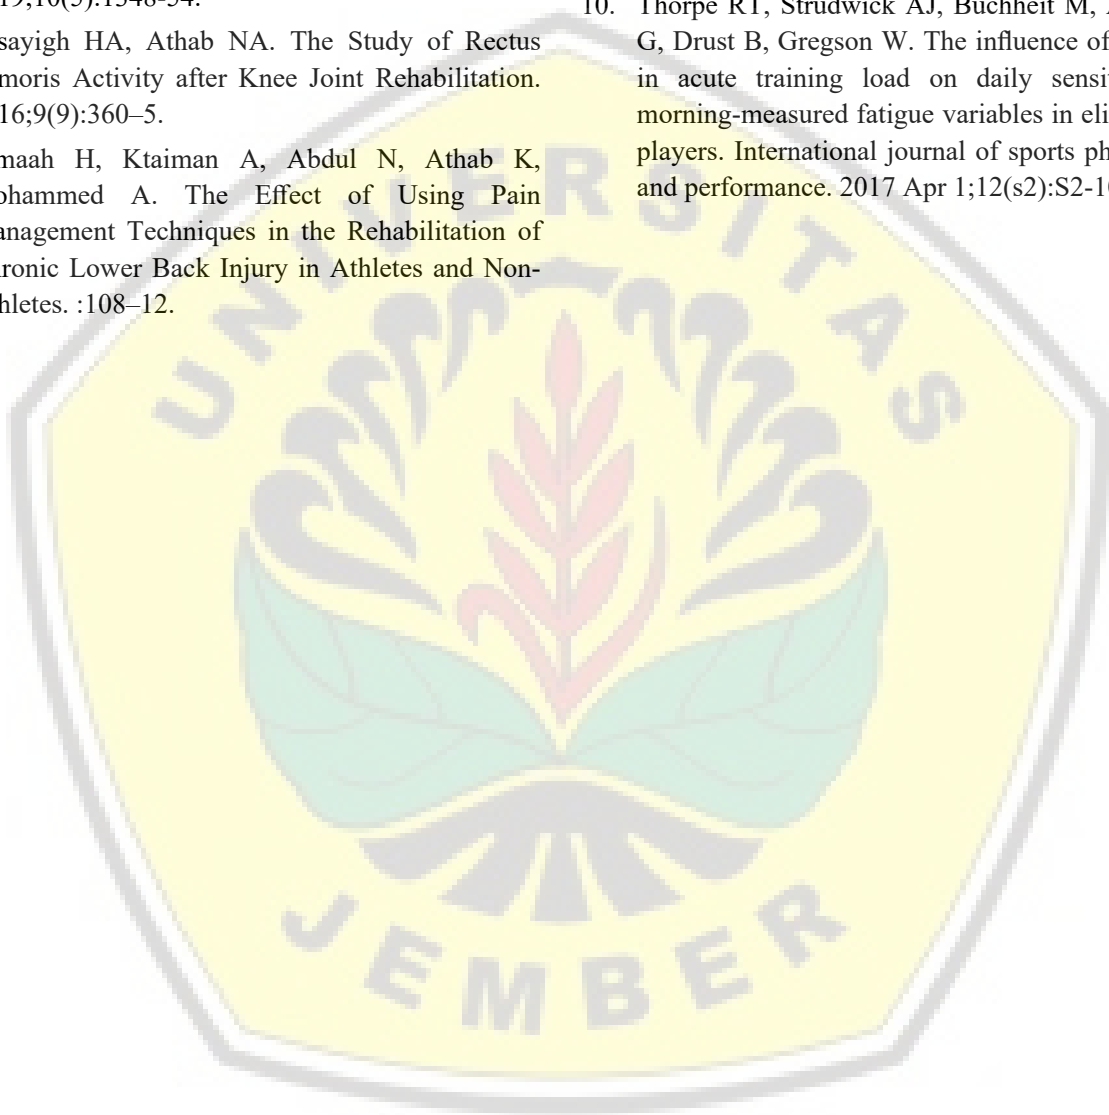 19;10(5):1348-54.
sayigh HA, Athab NA. The Study of Rectus
moris Activity after Knee Joint Rehabilitation.
16;9(9):360–5.
maah H, Ktaiman A, Abdul N, Athab K,
ohammed A. The Effect of Using Pain
anagement Techniques in the Rehabilitation of
ronic Lower Back Injury in Athletes and Non-
hletes. :108–12.
10. Thorpe RT, Strudwick AJ, Buchheit M, A
G, Drust B, Gregson W. The influence of
in acute training load on daily sensit
morning-measured fatigue variables in eli
players. International journal of sports ph
and performance. 2017 Apr 1;12(s2):S2-10
UNIVERSITAS
JEMBER